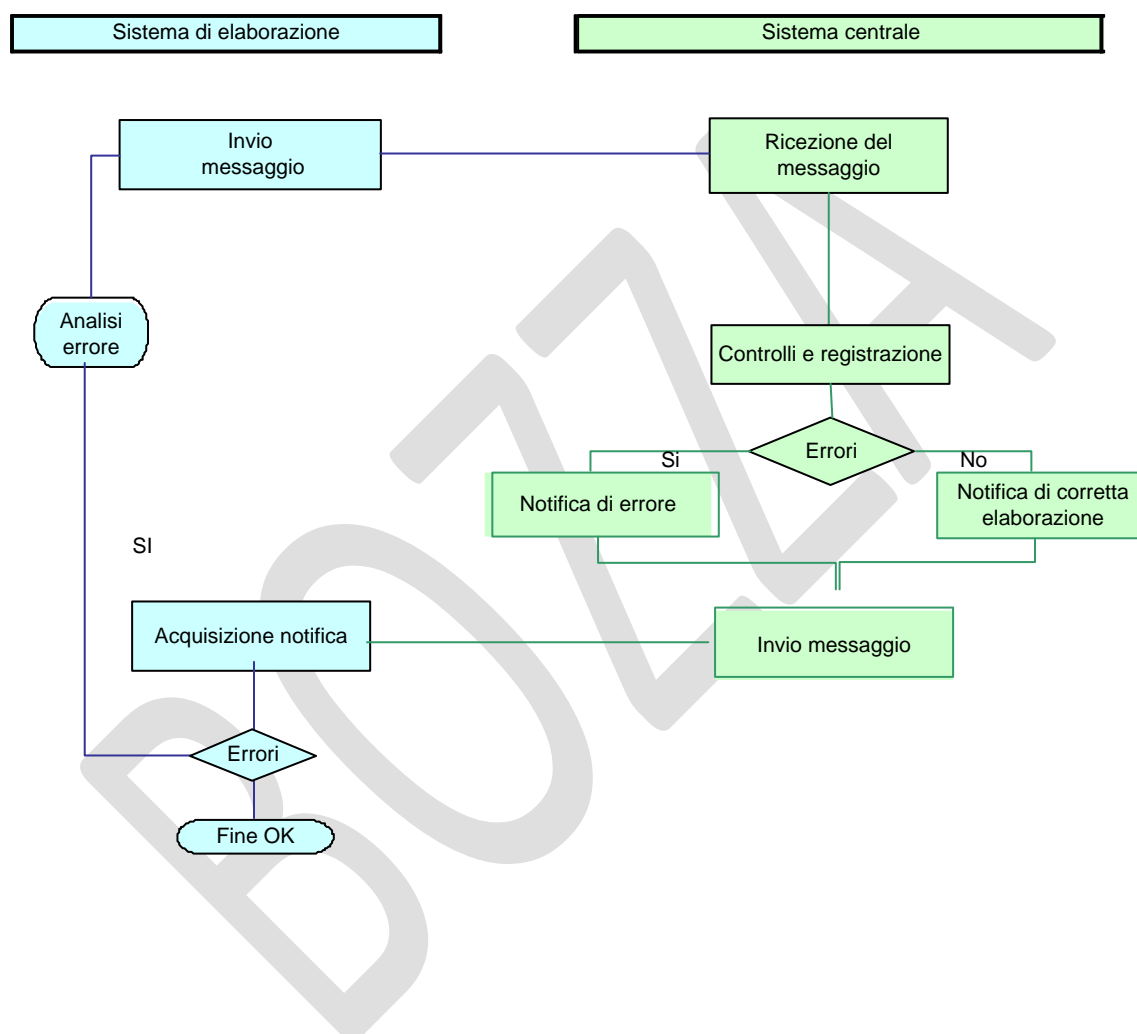 Sistema di elaborazione
Sistema centrale
Invio
messaggio
Ricezione del
messaggio
Analisi
errore
Controlli e registrazione
Errori
Si
No
Notifica di errore
Notifica di corretta
elaborazione
SI
Acquisizione notifica
Invio messaggio
Errori
Fine OK
BOZZA